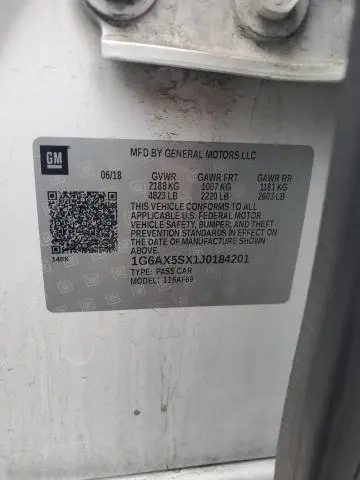 GM
MFD BY GENERAL MOTORS LLC
06/18 GVWR GAWR FRT GAWR RR
2188 KG 1007 KG 1181 KG
4823 LB 2220 LB 2603 LB
THIS VEHICLE CONFORMS TO ALL
APPLICABLE U.S. FEDERAL MOTOR
VEHICLE SAFETY, BUMPER, AND THEFT
PREVENTION STANDARDS IN EFFECT ON
THE DATE OF MANUFACTURE SHOWN
ABOVE.
140X
1G6AX5SX1J0184201
TYPE: PASS CAR
MODEL: 116AF69